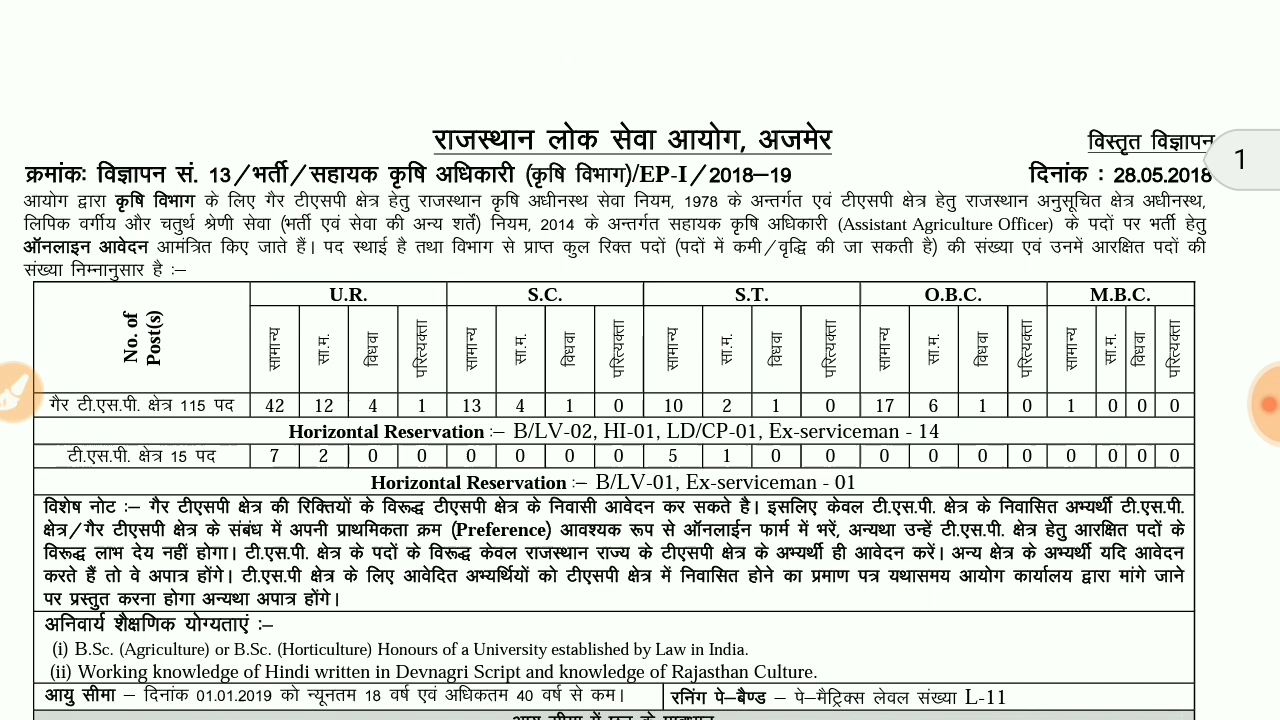 राजस्थान लोक सेवा आयोग, अजमेर
विस्तृत विज्ञापन
1
क्रमांकः विज्ञापन सं. 13/भर्ती/सहायक कृषि अधिकारी (कृषि विभाग)/EP-I/2018–19
दिनांक : 28.05.2018
आयोग द्वारा कृषि विभाग के लिए गैर टीएसपी क्षेत्र हेतु राजस्थान कृषि अधीनस्थ सेवा नियम, 1978 के अन्तर्गत एवं टीएसपी क्षेत्र हेतु राजस्थान अनुसूचित क्षेत्र अधीनस्थ,
लिपिक वर्गीय और चतुर्थ श्रेणी सेवा (भर्ती एवं सेवा की अन्य शर्तें) नियम, 2014 के अन्तर्गत सहायक कृषि अधिकारी (Assistant Agriculture Officer) के पदों पर भर्ती हेतु
ऑनलाइन आवेदन आमंत्रित किए जाते हैं। पद स्थाई है तथा विभाग से प्राप्त कुल रिक्त पदों (पदों में कमी/वृद्धि की जा सकती है) की संख्या एवं उनमें आरक्षित पदों की
संख्या निम्नानुसार है :–
No. of Post(s) U.R. S.C. S.T. O.B.C. M.B.C.
सामान्य सा.म. विधवा परित्यक्ता सामान्य सा.म. विधवा परित्यक्ता सामान्य सा.म. विधवा परित्यक्ता सामान्य सा.म. विधवा परित्यक्ता सामान्य सा.म. विधवा परित्यक्ता
गैर टी.एस.पी. क्षेत्र 115 पद 42 12 4 1 13 4 1 0 10 2 1 0 17 6 1 0 1 0 0 0
Horizontal Reservation :– B/LV-02, HI-01, LD/CP-01, Ex-serviceman - 14
टी.एस.पी. क्षेत्र 15 पद 7 2 0 0 0 0 0 0 5 1 0 0 0 0 0 0 0 0 0 0
Horizontal Reservation :– B/LV-01, Ex-serviceman - 01
विशेष नोट :– गैर टीएसपी क्षेत्र की रिक्तियों के विरूद्ध टीएसपी क्षेत्र के निवासी आवेदन कर सकते है। इसलिए केवल टी.एस.पी. क्षेत्र के निवासित अभ्यर्थी टी.एस.पी.
क्षेत्र/गैर टीएसपी क्षेत्र के संबंध में अपनी प्राथमिकता क्रम (Preference) आवश्यक रूप से ऑनलाईन फार्म में भरें, अन्यथा उन्हें टी.एस.पी. क्षेत्र हेतु आरक्षित पदों के
विरूद्ध लाभ देय नहीं होगा। टी.एस.पी. क्षेत्र के पदों के विरूद्ध केवल राजस्थान राज्य के टीएसपी क्षेत्र के अभ्यर्थी ही आवेदन करें। अन्य क्षेत्र के अभ्यर्थी यदि आवेदन
करते हैं तो वे अपात्र होंगे। टी.एस.पी क्षेत्र के लिए आवेदित अभ्यर्थियों को टीएसपी क्षेत्र में निवासित होने का प्रमाण पत्र यथासमय आयोग कार्यालय द्वारा मांगे जाने
पर प्रस्तुत करना होगा अन्यथा अपात्र होंगे।
अनिवार्य शैक्षणिक योग्यताएं :–
(i) B.Sc. (Agriculture) or B.Sc. (Horticulture) Honours of a University established by Law in India.
(ii) Working knowledge of Hindi written in Devnagri Script and knowledge of Rajasthan Culture.
आयु सीमा – दिनांक 01.01.2019 को न्यूनतम 18 वर्ष एवं अधिकतम 40 वर्ष से कम।
रनिंग पे–बैण्ड – पे–मैट्रिक्स लेवल संख्या L-11